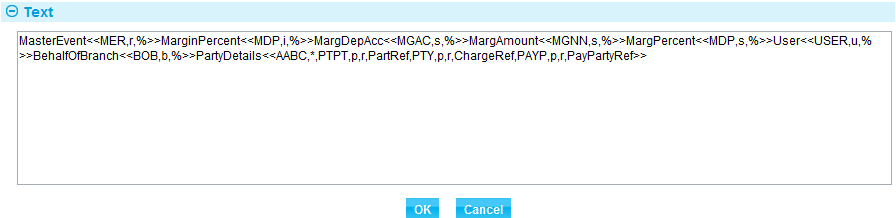 Text
MasterEvent<<MER,r,%>>MarginPercent<<MDP,i,%>>MargDepAcc<<MGAC,s,%>>MargAmount<<MGNN,s,%>>MargPercent<<MDP,s,%>>User<<USER,u,%
>>BehalfOfBranch<<BOB,b,%>>PartyDetails<<AABC,*,PTPT,p,r,PartRef,PTY,p,r,ChargeRef,PAYP,p,r,PayPartyRef>>
OK Cancel